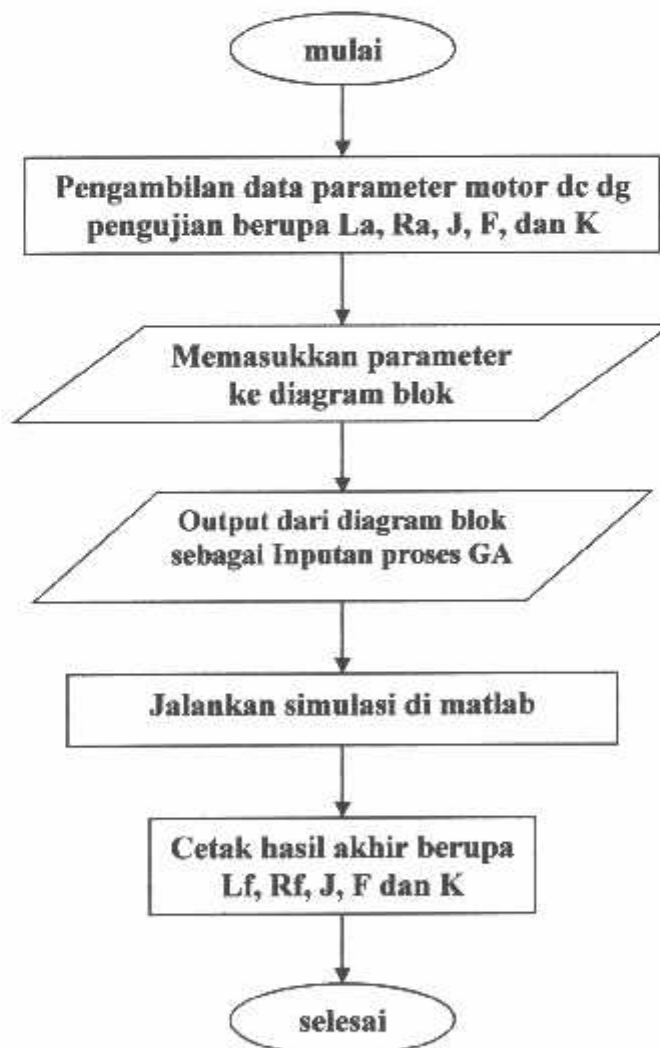 mulai
Pengambilan data parameter motor dc dg
pengujian berupa La, Ra, J, F, dan K
Memasukkan parameter
ke diagram blok
Output dari diagram blok
sebagai Inputan proses GA
Jalankan simulasi di matlab
Cetak hasil akhir berupa
Lf, Rf, J, F dan K
selesai